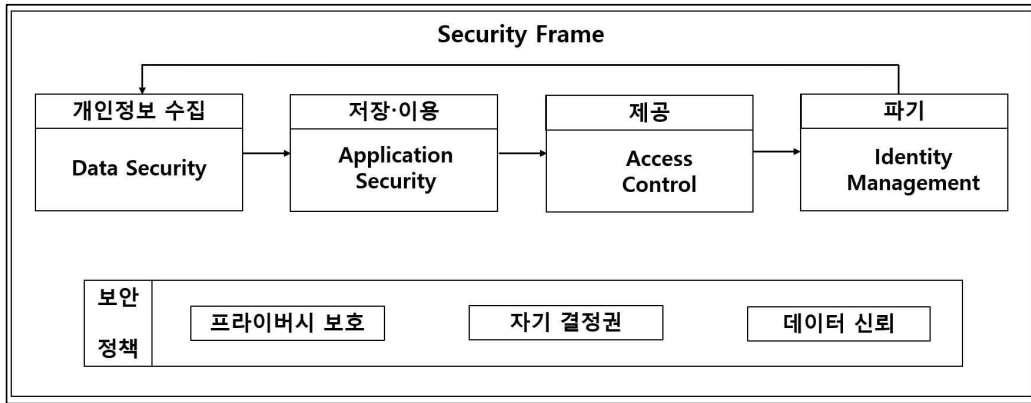 Security Frame
개인정보 수집
Data Security
저장·이용
Application
Security
제공
Access
Control
파기
Identity
Management
보안
정책
프라이버시 보호
자기 결정권
데이터 신뢰